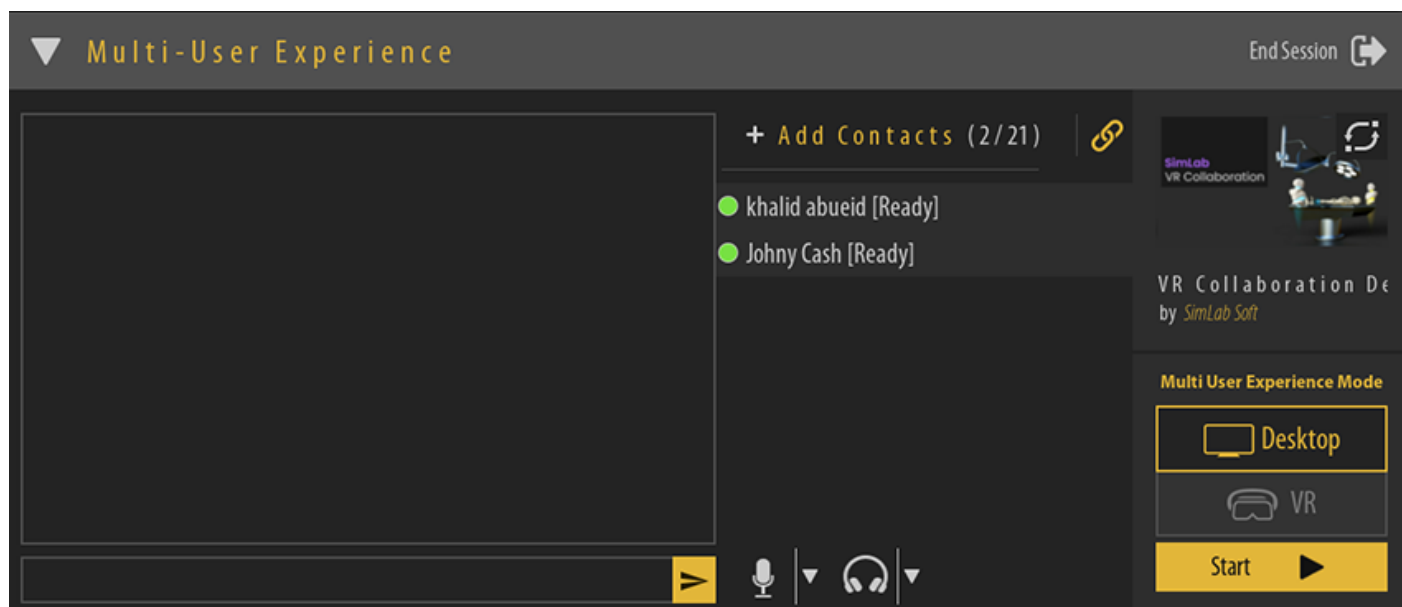 Multi-User Experience
End Session
+ Add Contacts (2/21)
khalid abueid [Ready]
Johny Cash [Ready]
SimLab
VR Collaboration
VR Collaboration De
by SimLab Soft
Multi User Experience Mode
Desktop
VR
Start